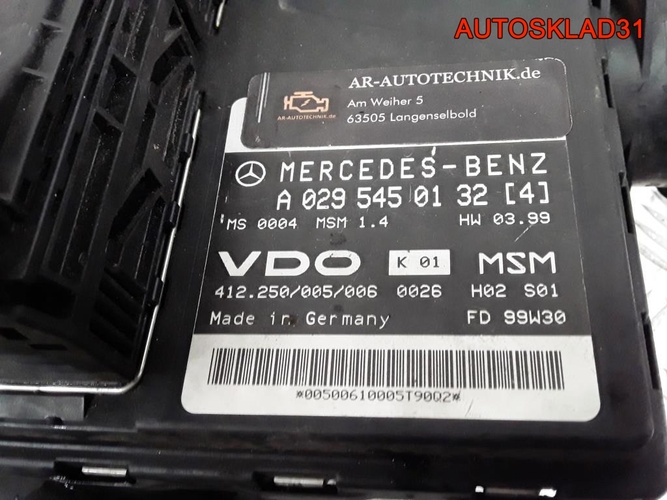 AUTOSKLAD31
AR-AUTOTECHNIK.de
AR-AUTOTECHNIK.de
Am Weiher 5
63505 Langenselbold
MERCEDES-BENZ
A 029 545 01 32 [4]
MS 0004 MSM 1.4 HW 03.99
VDO K 01 MSM
412.250/005/006 0026 H02 S01
Made in Germany FD 99W30
*00500610005T90Q2*